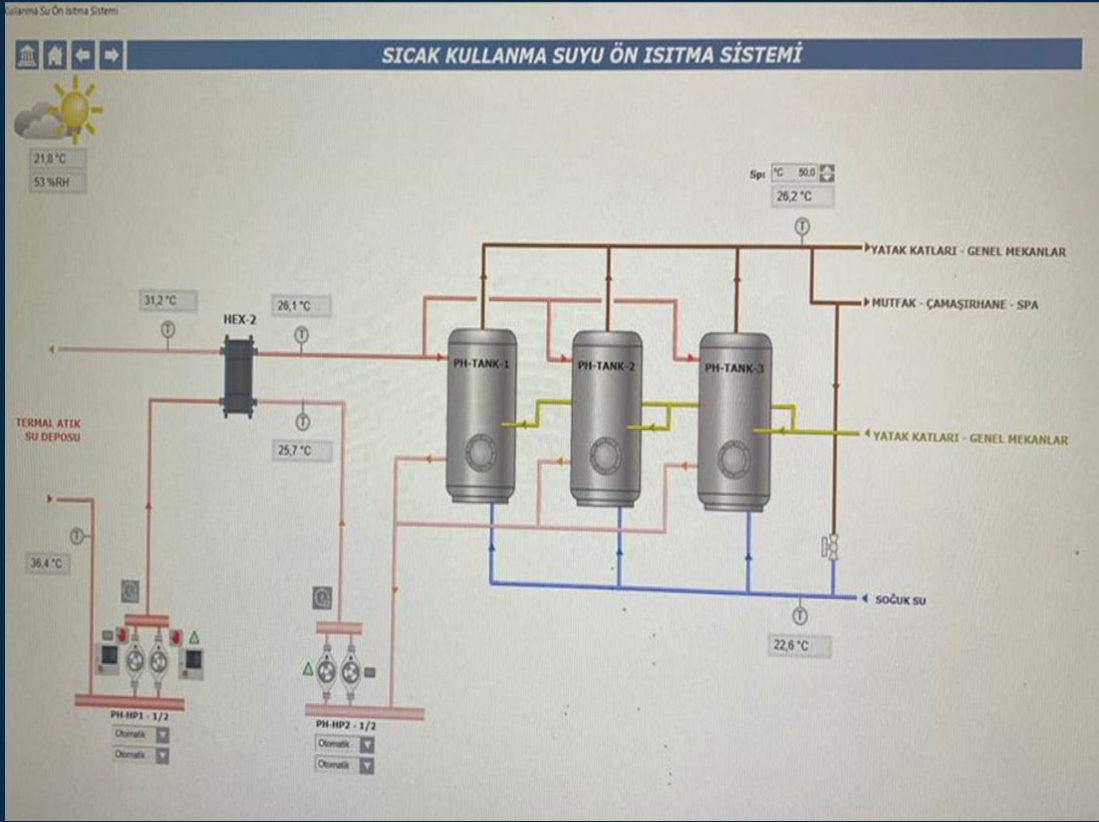 Kullanma Su Ön Isıtma Sistemi
SICAK KULLANMA SUYU ÖN ISITMA SİSTEMİ
21,8 °C
53 %RH
Sp: °C 50,0
26,2 °C
YATAK KATLARI - GENEL MEKANLAR
MUTFAK - ÇAMAŞIRHANE - SPA
31,2 °C
26,1 °C
HEX-2
T
T
T
PH-TANK-1
PH-TANK-2
PH-TANK-3
TERMAL ATIK
SU DEPOSU
T
25,7 °C
YATAK KATLARI - GENEL MEKANLAR
T
36,4 °C
SOĞUK SU
T
22,6 °C
PH-HP1 - 1/2
Otomatik
Otomatik
PH-HP2 - 1/2
Otomatik
Otomatik